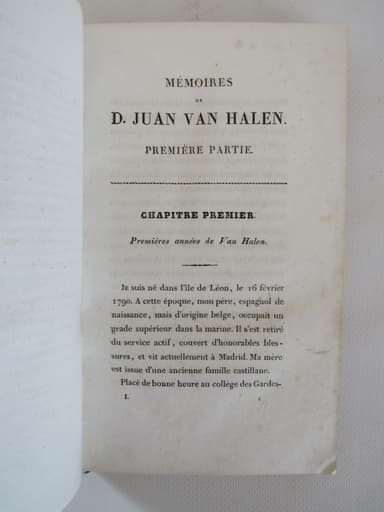 MÉMOIRES
DE
D. JUAN VAN HALEN.
PREMIÈRE PARTIE.
CHAPITRE PREMIER.
Premières années de Van Halen.
Je suis né dans l'île de Léon, le 16 février
1790. A cette époque, mon père, espagnol de
naissance, mais d'origine belge, occupait un
grade supérieur dans la marine. Il s'est retiré
du service actif, couvert d'honorables bles-
sures, et vit actuellement à Madrid. Ma mère
est issue d'une ancienne famille castillane.
Placé de bonne heure au collége des Gardes-
I. 1